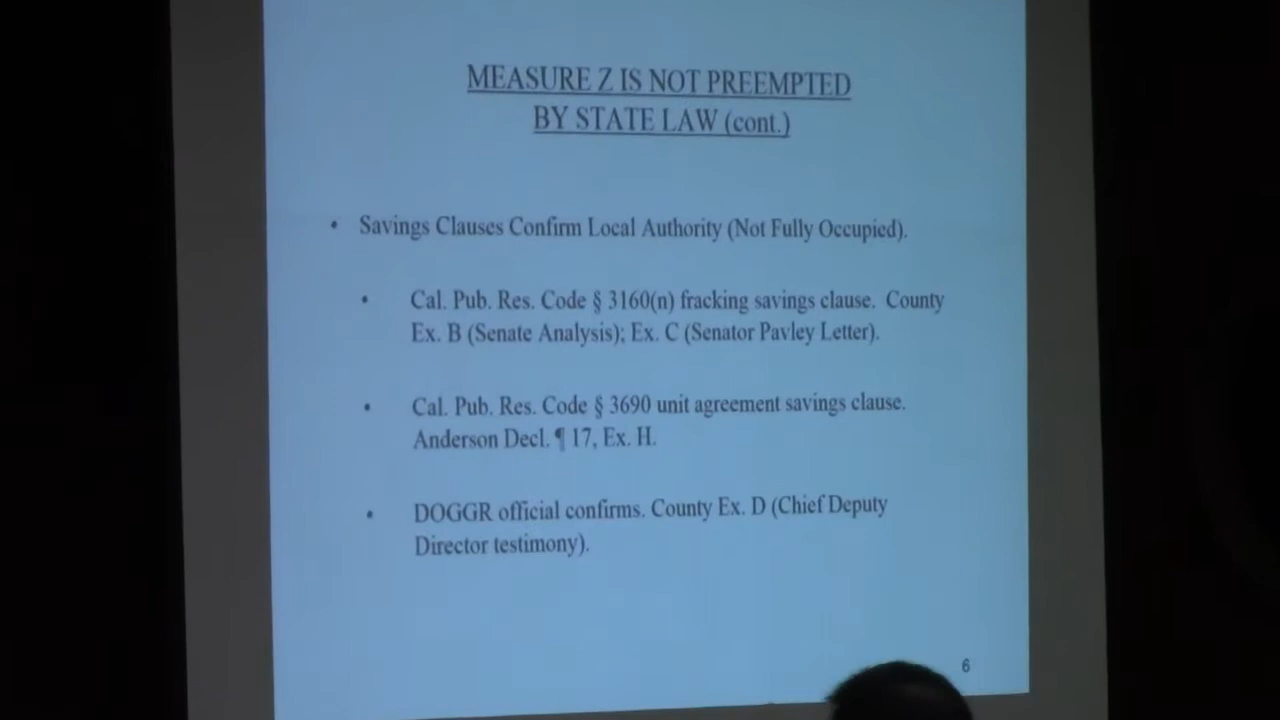 MEASURE Z IS NOT PREEMPTED
BY STATE LAW (cont.)
• Savings Clauses Confirm Local Authority (Not Fully Occupied).
• Cal. Pub. Res. Code § 3160(n) fracking savings clause. County
Ex. B (Senate Analysis); Ex. C (Senator Pavley Letter).
• Cal. Pub. Res. Code § 3690 unit agreement savings clause.
Anderson Decl. ¶ 17, Ex. H.
• DOGGR official confirms. County Ex. D (Chief Deputy
Director testimony).
6